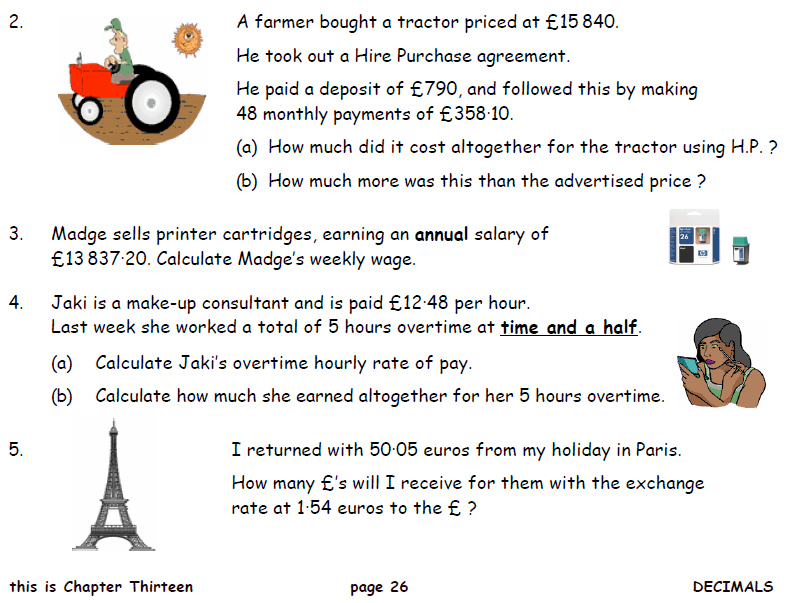 2.
A farmer bought a tractor priced at £15 840.
He took out a Hire Purchase agreement.
He paid a deposit of £790, and followed this by making
48 monthly payments of £358·10.
(a) How much did it cost altogether for the tractor using H.P. ?
(b) How much more was this than the advertised price ?
3. Madge sells printer cartridges, earning an annual salary of
£13 837·20. Calculate Madge's weekly wage.
26
hp
4. Jaki is a make-up consultant and is paid £12·48 per hour.
Last week she worked a total of 5 hours overtime at time and a half.
(a) Calculate Jaki's overtime hourly rate of pay.
(b) Calculate how much she earned altogether for her 5 hours overtime.
5.
I returned with 50·05 euros from my holiday in Paris.
How many £'s will I receive for them with the exchange
rate at 1·54 euros to the £ ?
this is Chapter Thirteen page 26 DECIMALS